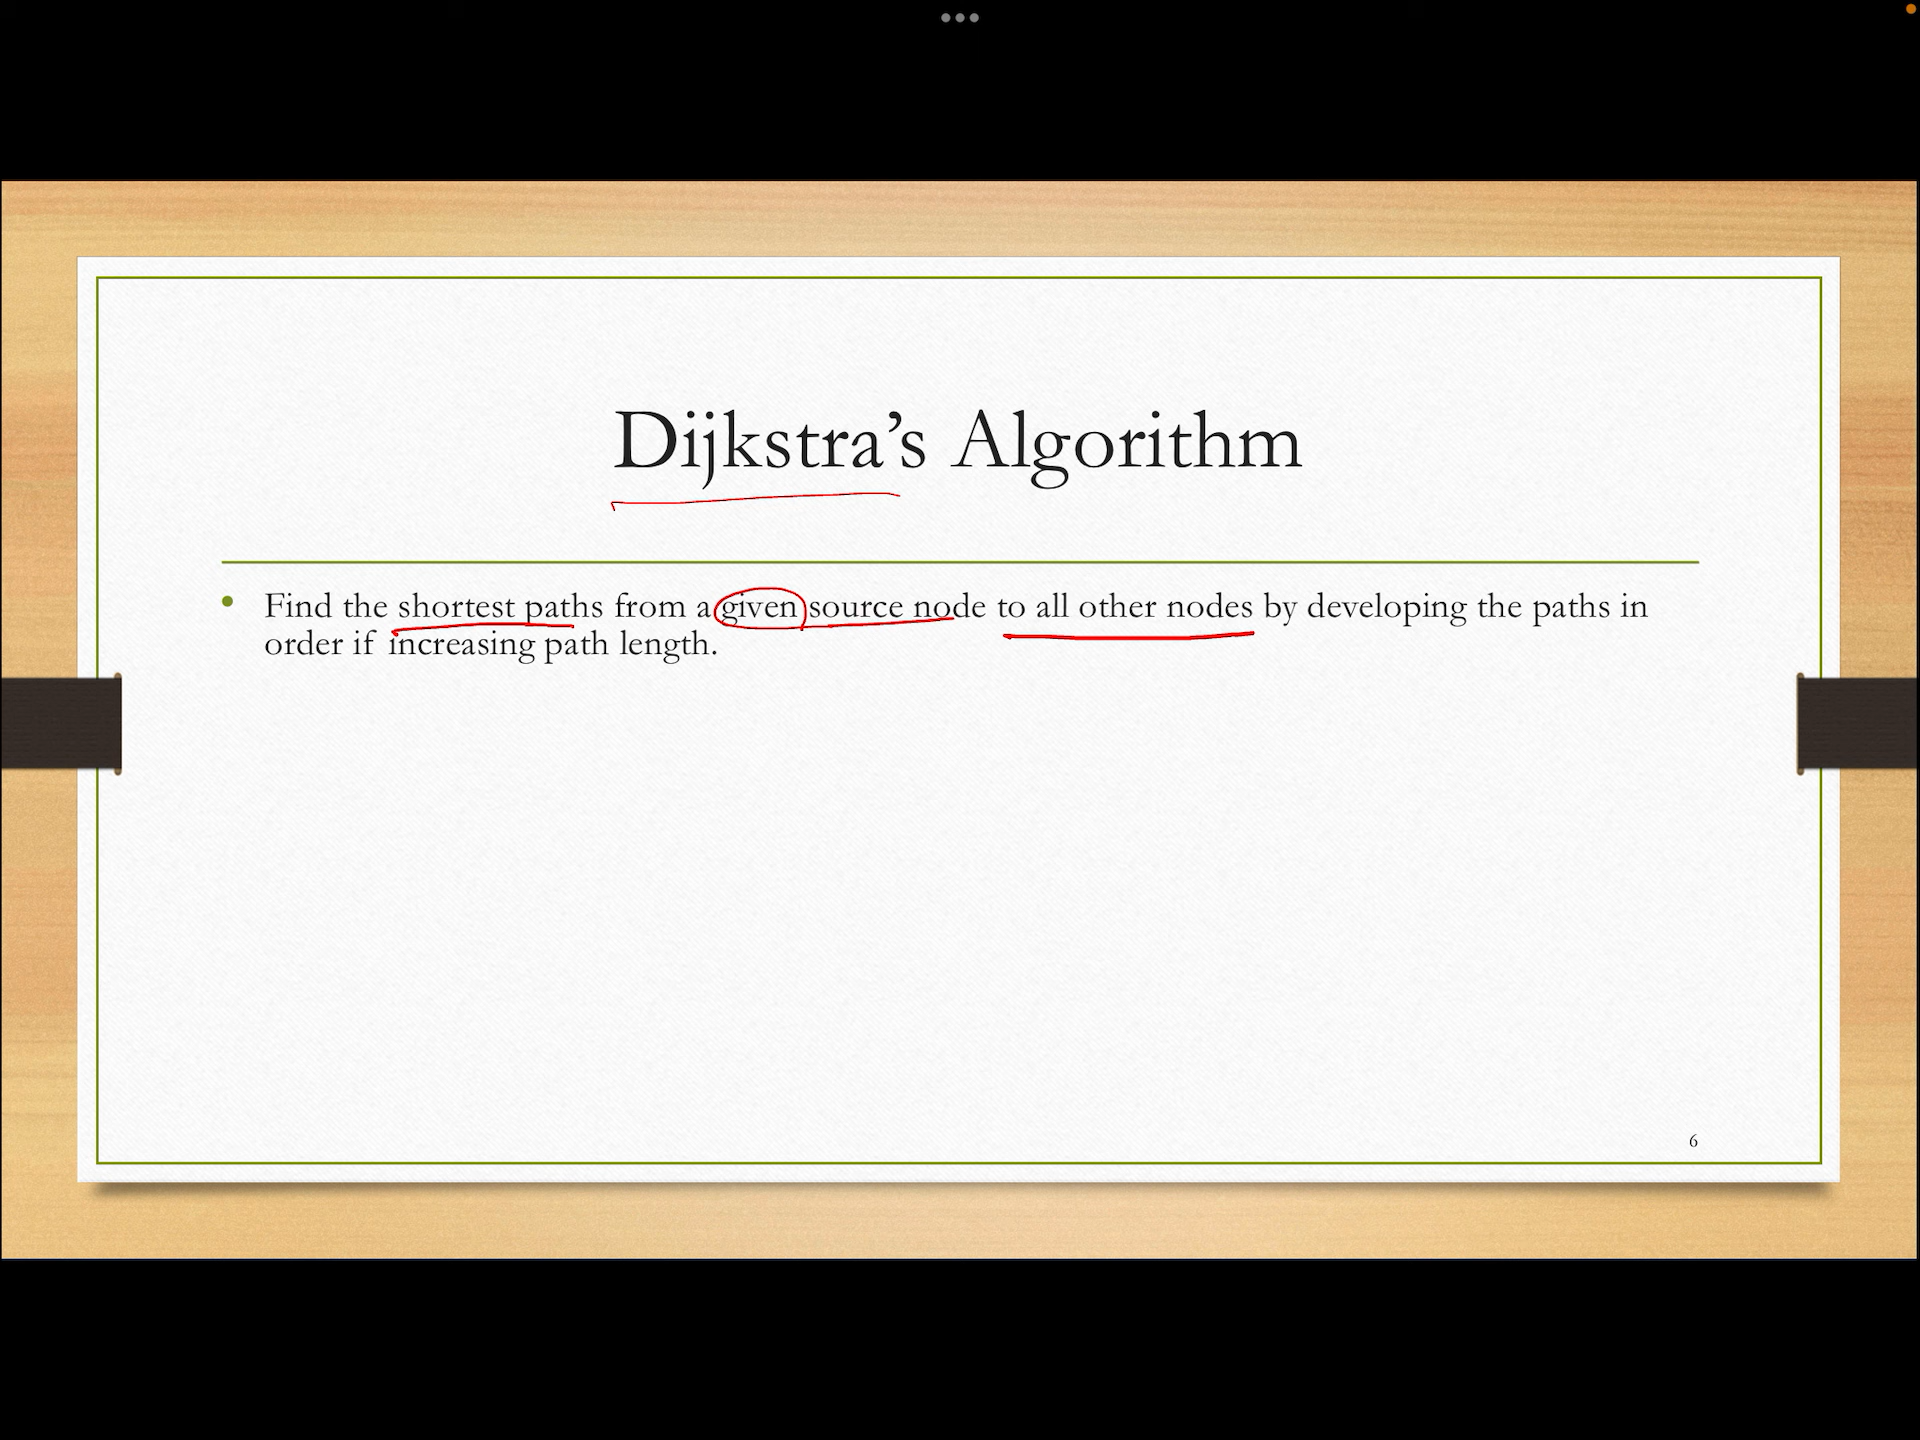 Dijkstra’s Algorithm
• Find the shortest paths from a given source node to all other nodes by developing the paths in
order if increasing path length.
6